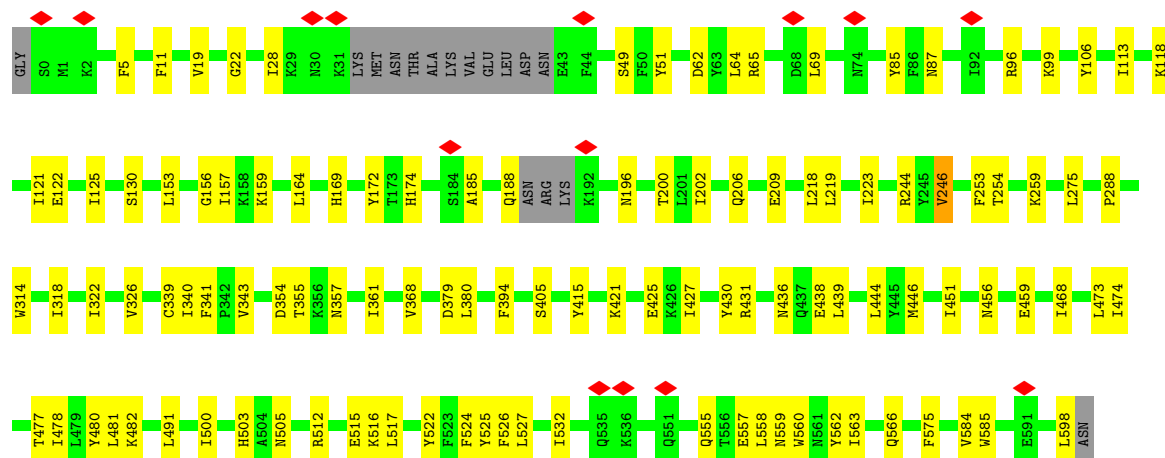 GLY S0 M1 K2 F5 F11 V19 G22 I28 K29 N30 K31 LYS MET ASN THR ALA LYS VAL GLU LEU ASP ASN E43 F44 S49 F50 Y51 D62 Y63 L64 R65 D68 L69 N74 Y85 F86 N87 I92 R96 K99 Y106 I113 K118
I121 E122 I125 S130 L153 G156 I157 K158 K159 L164 H169 Y172 T173 H174 S184 A185 Q188 ASN ARG LYS K192 N196 T200 L201 I202 Q206 E209 L218 L219 I223 R244 Y245 V246 F253 T254 K259 L275 P288
W314 I318 I322 V326 C339 I340 F341 P342 V343 D354 T355 K356 N357 I361 V368 D379 L380 F394 S405 Y415 K421 E425 K426 I427 Y430 R431 N436 Q437 E438 L439 L444 Y445 M446 I451 N456 E459 I468 L473 I474
T477 I478 L479 Y480 L481 K482 L491 I500 H503 A504 N505 R512 E515 K516 L517 Y522 F523 F524 Y525 F526 L527 I532 Q535 K536 Q551 Q555 T556 E557 L558 N559 W560 N561 Y562 I563 Q566 F575 V584 W585 E591 L598 ASN